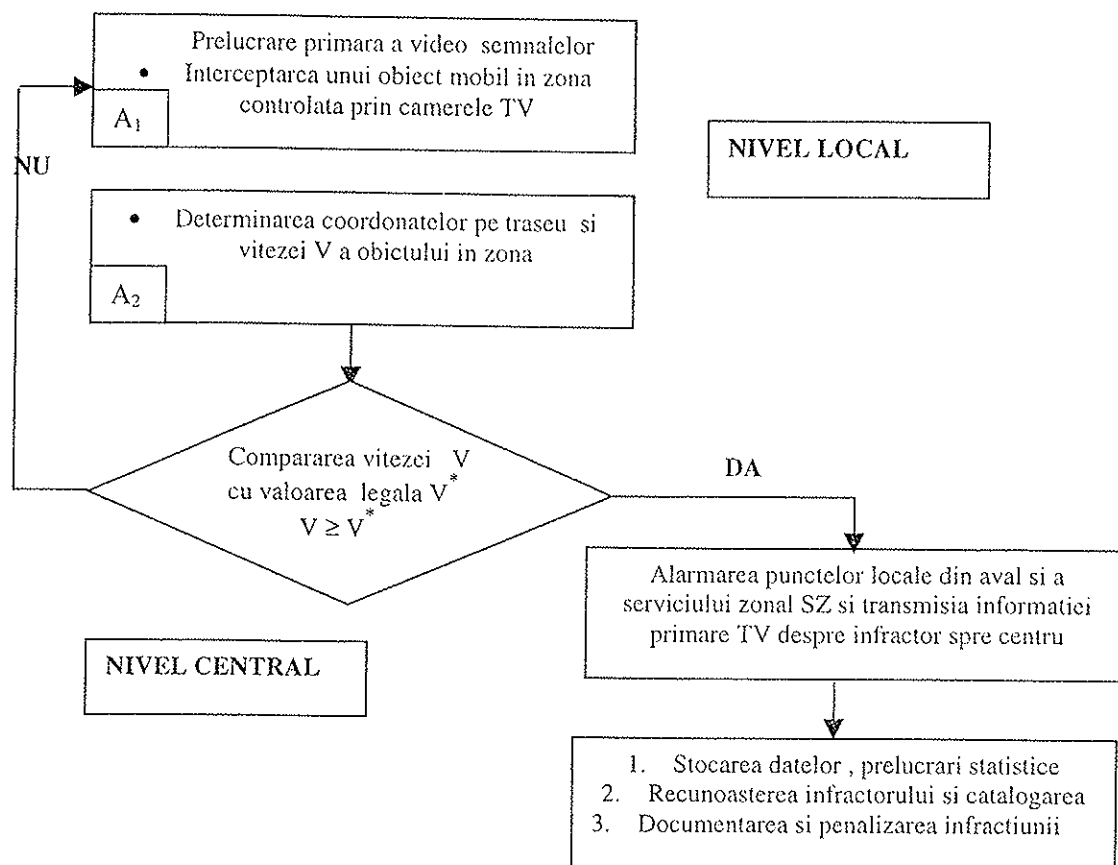 Prelucrare primara a video semnalelor
• Interceptarea unui obiect mobil in zona
controlata prin camerele TV
A₁
NIVEL LOCAL
NU
• Determinarea coordonatelor pe traseu si
vitezei V a obictului in zona
A₂
Compararea vitezei V
cu valoarea legala V*
V ≥ V*
DA
Alarmarea punctelor locale din aval si a
serviciului zonal SZ si transmisia informatiei
primare TV despre infractor spre centru
NIVEL CENTRAL
1. Stocarea datelor , prelucrari statistice
2. Recunoasterea infractorului si catalogarea
3. Documentarea si penalizarea infractiunii